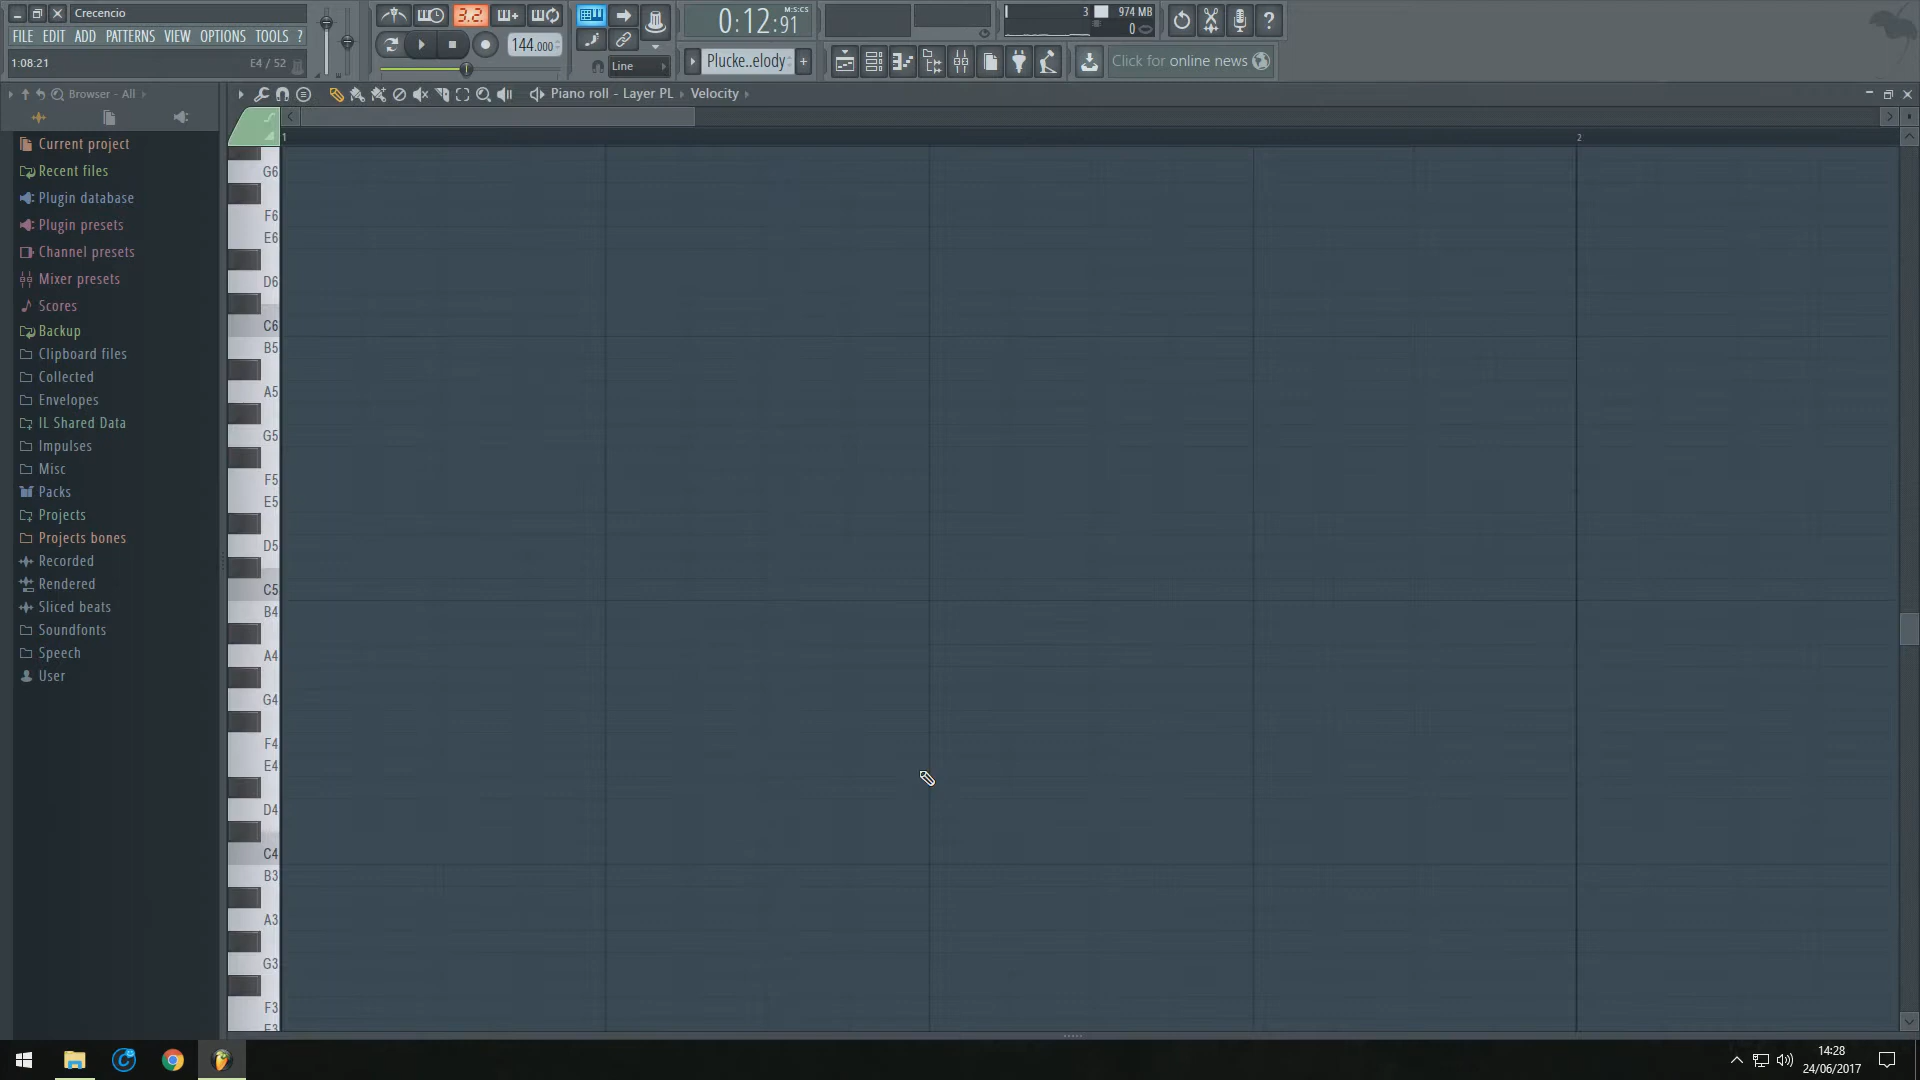 Crecencio
FILE EDIT ADD PATTERNS VIEW OPTIONS TOOLS ?
1:08:21 E4 / 52
3.2.
144.000
Line
0:12:91 M:S:CS
Plucke..elody
3 974 MB
0
Click for online news
Browser - All
Piano roll - Layer PL Velocity
1 2
Current project
Recent files
Plugin database
Plugin presets
Channel presets
Mixer presets
Scores
Backup
Clipboard files
Collected
Envelopes
IL Shared Data
Impulses
Misc
Packs
Projects
Projects bones
Recorded
Rendered
Sliced beats
Soundfonts
Speech
User
G6
F6
E6
D6
C6
B5
A5
G5
F5
E5
D5
C5
B4
A4
G4
F4
E4
D4
C4
B3
A3
G3
F3
E3
14:28
24/06/2017